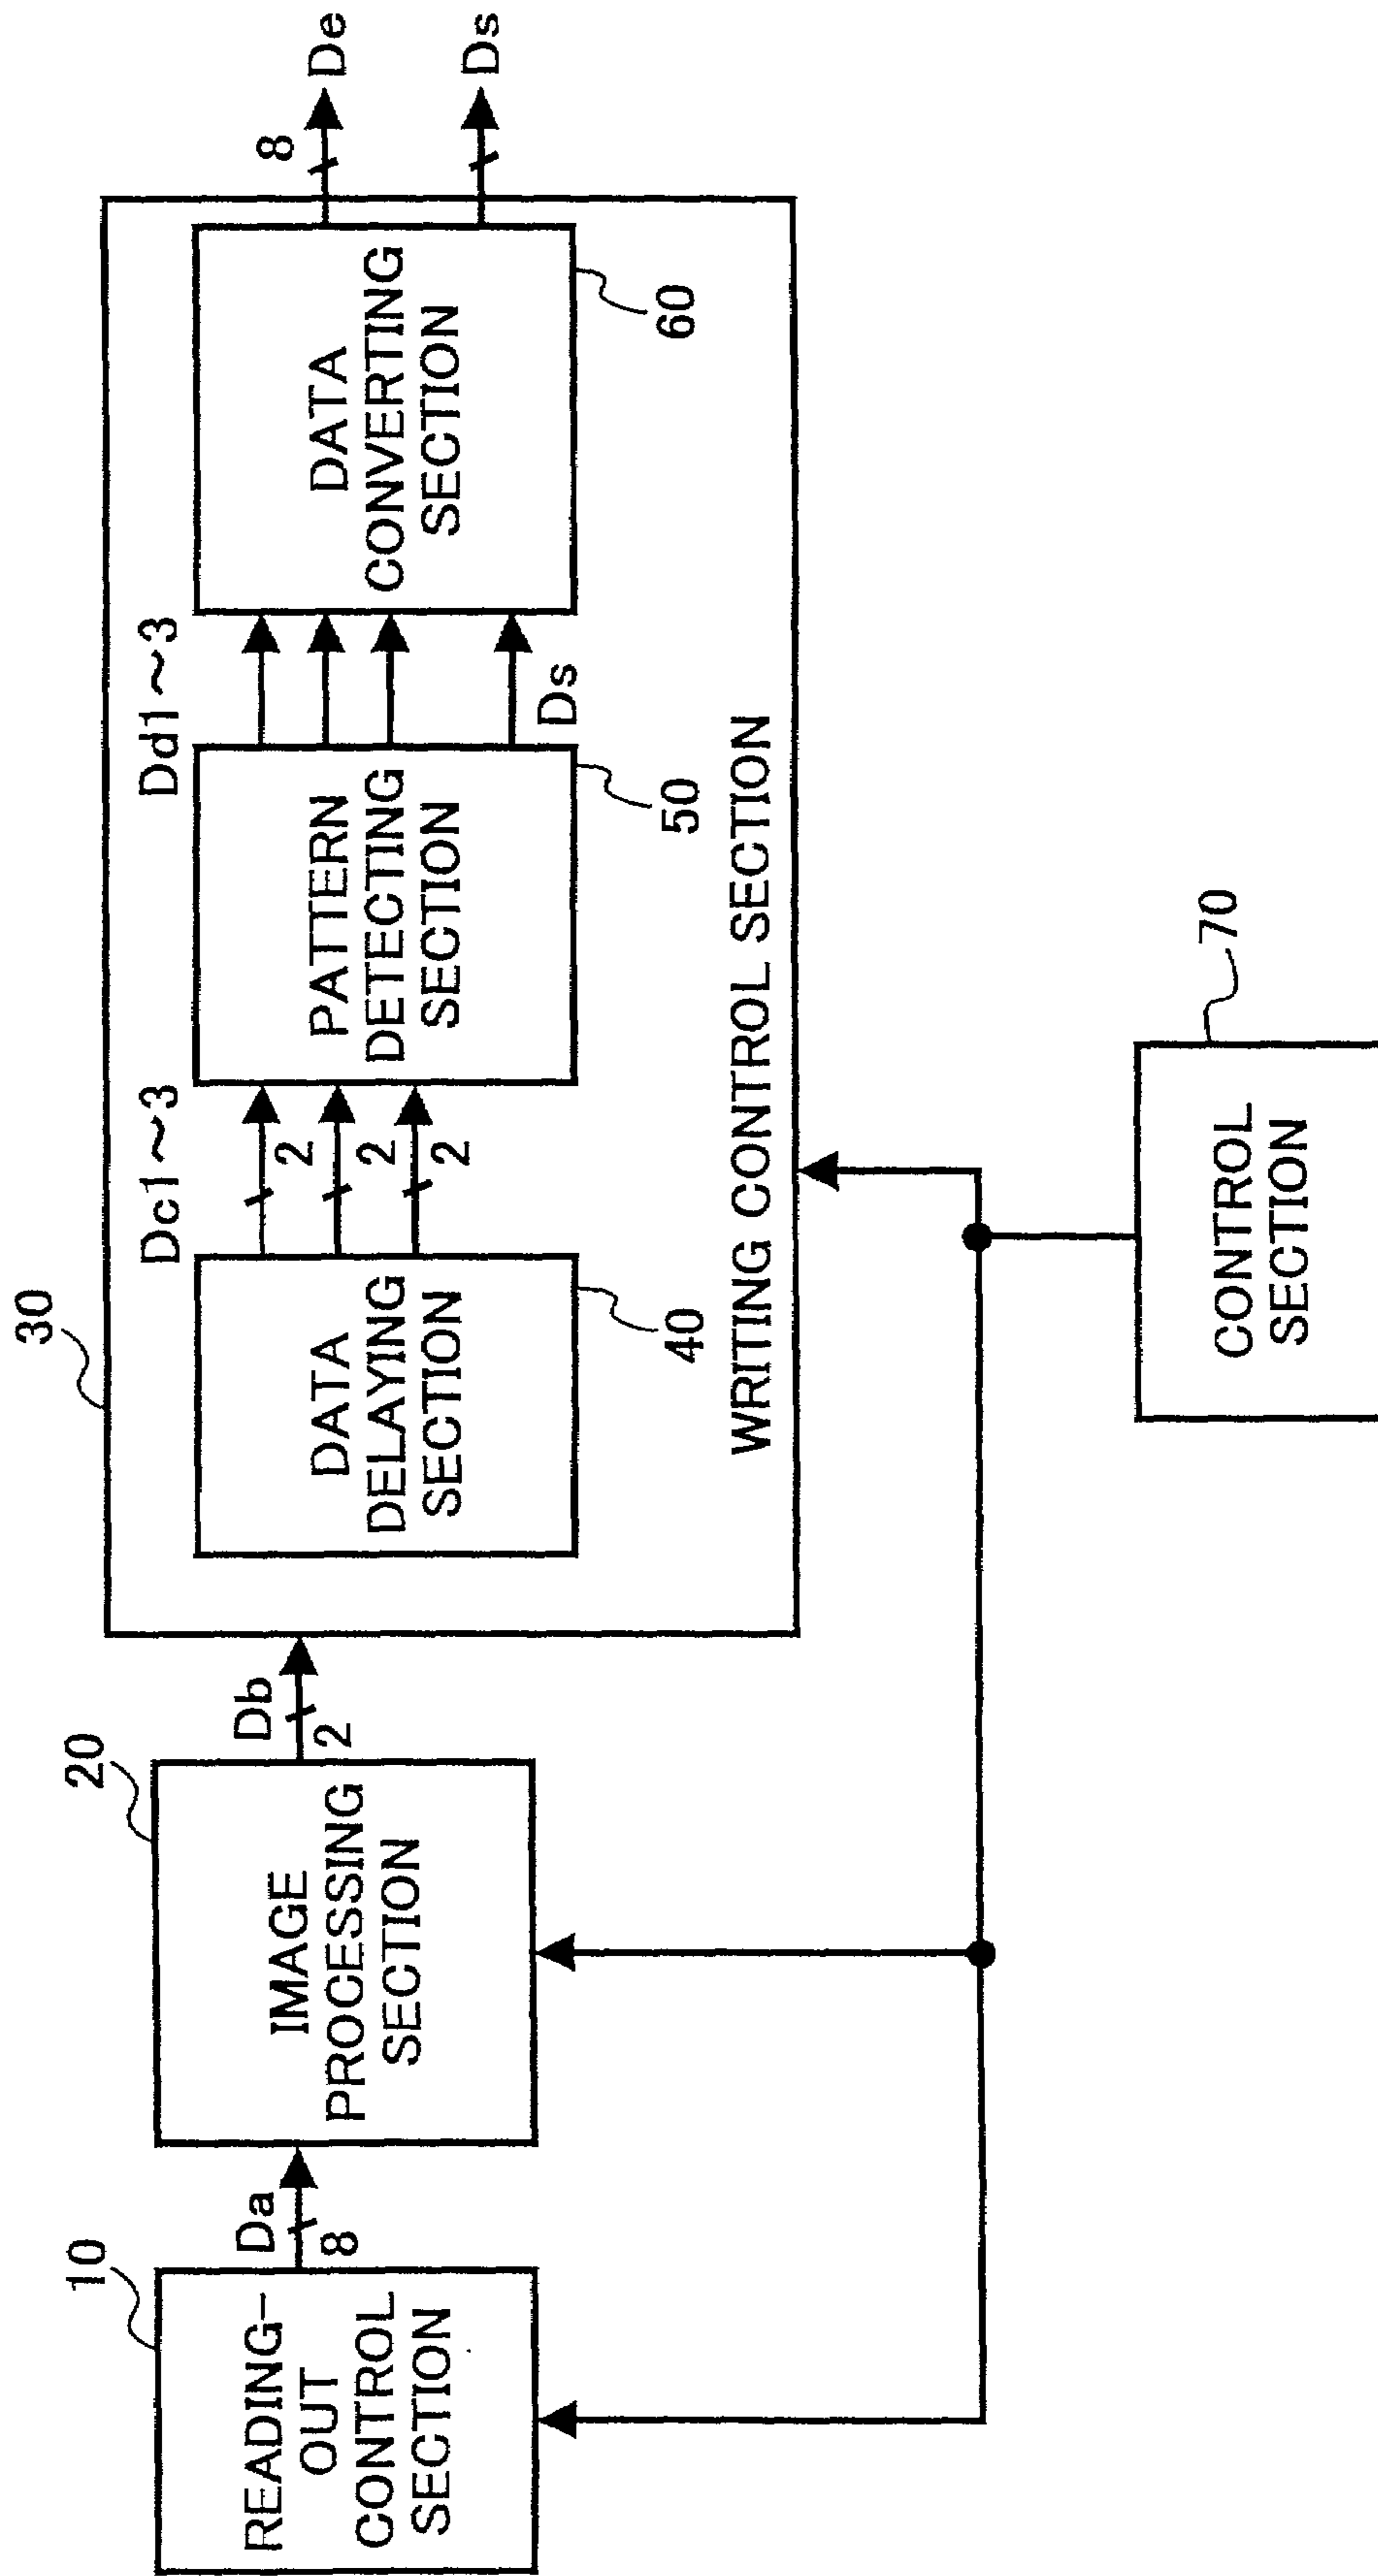 10
READING-
OUT
CONTROL
SECTION
Da
8
20
IMAGE
PROCESSING
SECTION
Db
2
30
DATA
DELAYING
SECTION
40
Dc1～3
2
2
2
PATTERN
DETECTING
SECTION
50
Dd1～3
Ds
DATA
CONVERTING
SECTION
60
8
De
Ds
WRITING CONTROL SECTION
70
CONTROL
SECTION